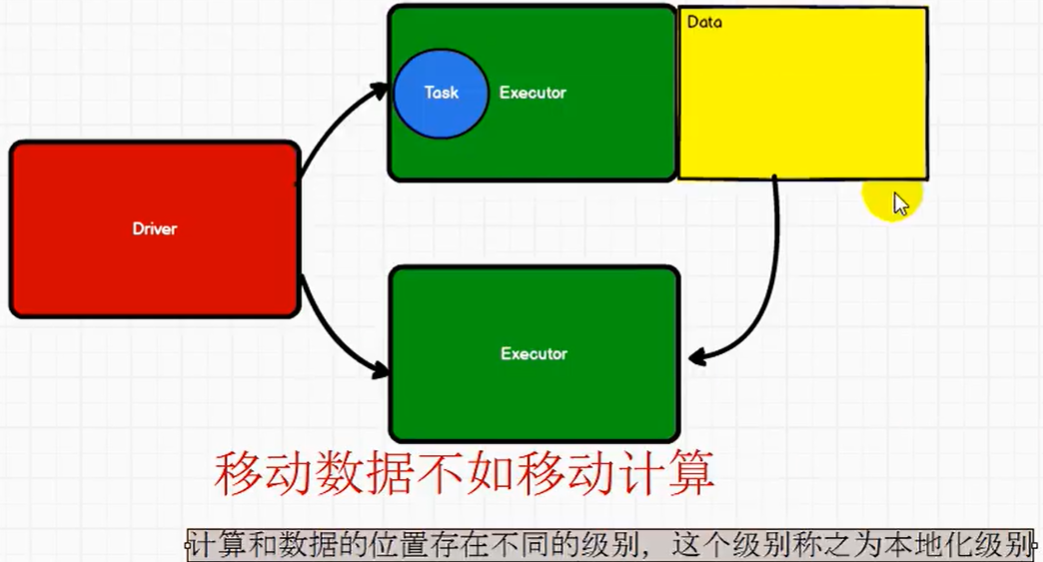 Data
Task
Executor
Driver
Executor
移动数据不如移动计算
计算和数据的位置存在不同的级别，这个级别称之为本地化级别